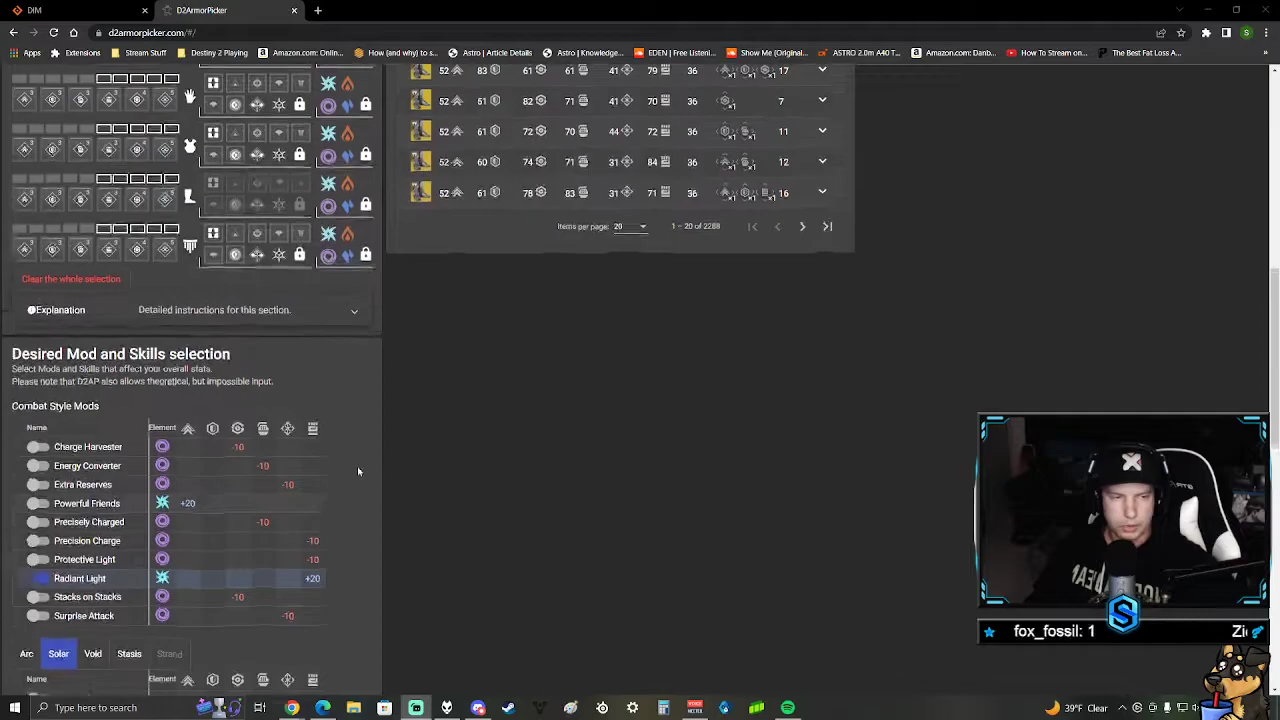 DIM
D2ArmorPicker
d2armorpicker.com/#/
Apps
Extensions
Stream Stuff
Destiny 2 Playing
Amazon.com: Onlin...
How (and why) to s...
Astro | Article Details
Astro | Knowledge...
EDEN | Free Listeni...
Show Me (Original...
ASTRO 2.0m A40 T...
Amazon.com: Danb...
How To Stream on...
The Best Fat Loss A...
52 83 61 61 41 79 36 17
52 61 82 71 41 70 36 7
52 61 72 70 44 72 36 11
52 60 74 71 31 84 36 12
52 61 78 83 31 71 36 16
Items per page: 20 1 – 20 of 2288
Clear the whole selection
Explanation Detailed instructions for this section.
Desired Mod and Skills selection
Select Mods and Skills that affect your overall stats.
Please note that D2AP also allows theoretical, but impossible input.
Combat Style Mods
Name Element
Charge Harvester -10
Energy Converter -10
Extra Reserves -10
Powerful Friends +20
Precisely Charged -10
Precision Charge -10
Protective Light -10
Radiant Light +20
Stacks on Stacks -10
Surprise Attack -10
Arc Solar Void Stasis Strand
Name Element
fox_fossil: 1
Type here to search
39°F Clear